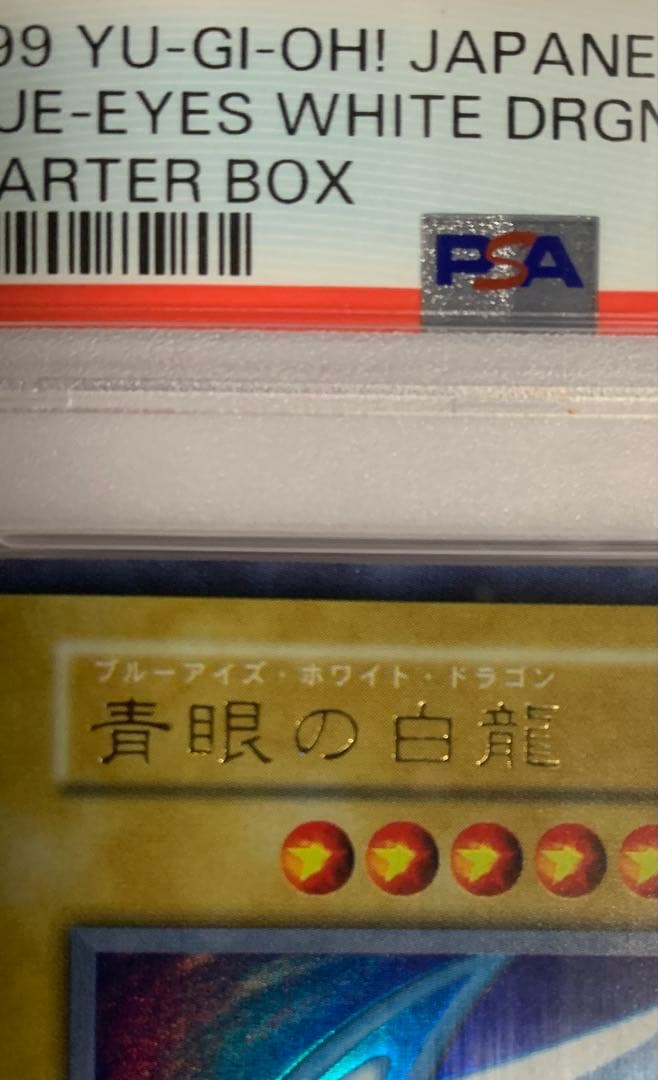 99 YU-GI-OH! JAPANE
UE-EYES WHITE DRGN
ARTER BOX
PSA
ブルーアイズ・ホワイト・ドラゴン
青眼の白龍